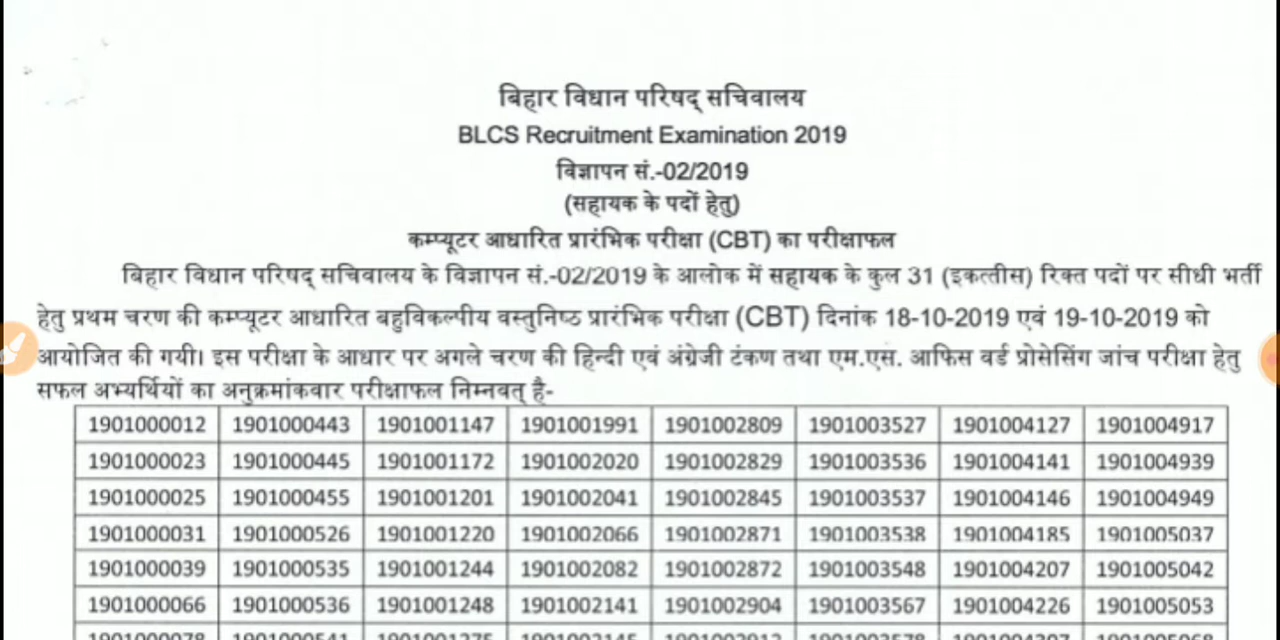 बिहार विधान परिषद् सचिवालय
BLCS Recruitment Examination 2019
विज्ञापन सं.-02/2019
(सहायक के पदों हेतु)
कम्प्यूटर आधारित प्रारंभिक परीक्षा (CBT) का परीक्षाफल
बिहार विधान परिषद् सचिवालय के विज्ञापन सं.-02/2019 के आलोक में सहायक के कुल 31 (इकत्तीस) रिक्त पदों पर सीधी भर्ती
हेतु प्रथम चरण की कम्प्यूटर आधारित बहुविकल्पीय वस्तुनिष्ठ प्रारंभिक परीक्षा (CBT) दिनांक 18-10-2019 एवं 19-10-2019 को
आयोजित की गयी। इस परीक्षा के आधार पर अगले चरण की हिन्दी एवं अंग्रेजी टंकण तथा एम.एस. आफिस वर्ड प्रोसेसिंग जांच परीक्षा हेतु
सफल अभ्यर्थियों का अनुक्रमांकवार परीक्षाफल निम्नवत् है-
1901000012 1901000443 1901001147 1901001991 1901002809 1901003527 1901004127 1901004917
1901000023 1901000445 1901001172 1901002020 1901002829 1901003536 1901004141 1901004939
1901000025 1901000455 1901001201 1901002041 1901002845 1901003537 1901004146 1901004949
1901000031 1901000526 1901001220 1901002066 1901002871 1901003538 1901004185 1901005037
1901000039 1901000535 1901001244 1901002082 1901002872 1901003548 1901004207 1901005042
1901000066 1901000536 1901001248 1901002141 1901002904 1901003567 1901004226 1901005053